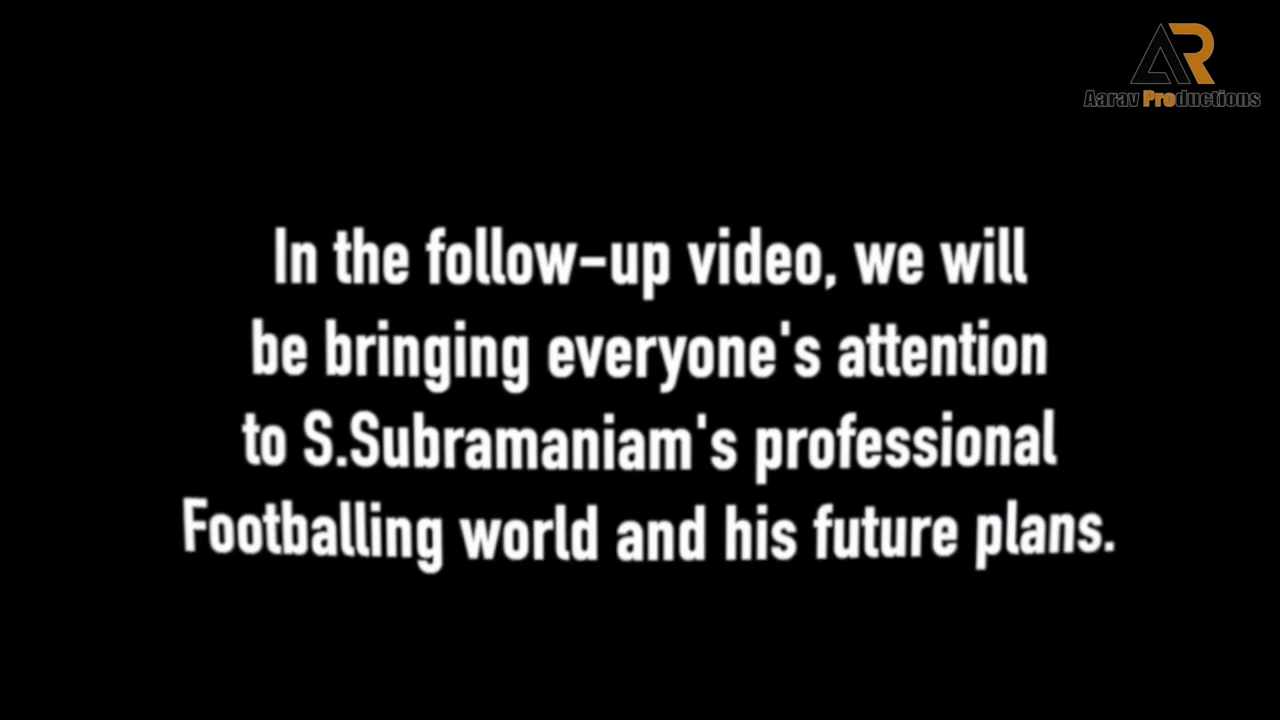 AR
Aarav Productions
In the follow-up video, we will
be bringing everyone's attention
to S.Subramaniam's professional
Footballing world and his future plans.